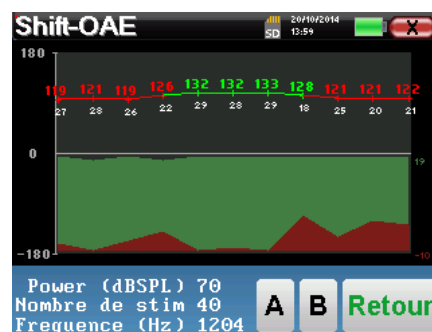 Shift-OAE SD 20/10/2014 13:59 X
180
119 121 119 126 132 132 133 128 121 121 122
27 28 26 22 29 28 29 18 25 20 21
0 19
-180 -10
Power (dBSPL) 70
Nombre de stim 40
Frequence (Hz) 1204
A B Retour